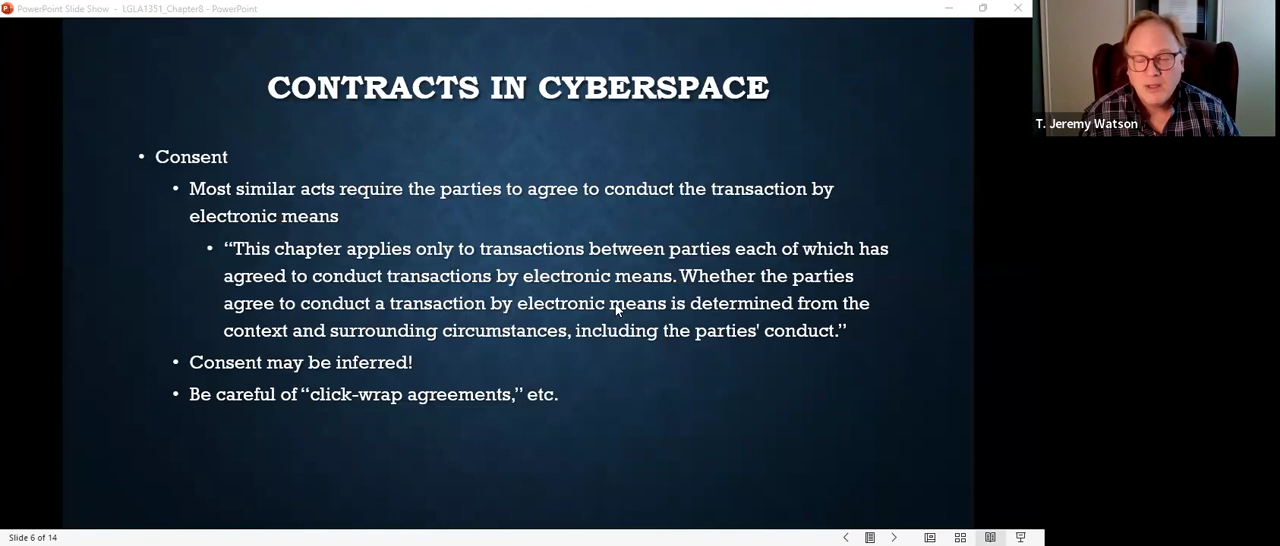 PowerPoint Slide Show - LGLA1351_Chapter8 - PowerPoint
CONTRACTS IN CYBERSPACE
• Consent
• Most similar acts require the parties to agree to conduct the transaction by
electronic means
• “This chapter applies only to transactions between parties each of which has
agreed to conduct transactions by electronic means. Whether the parties
agree to conduct a transaction by electronic means is determined from the
context and surrounding circumstances, including the parties' conduct.”
• Consent may be inferred!
• Be careful of “click-wrap agreements,” etc.
T. Jeremy Watson
Slide 6 of 14